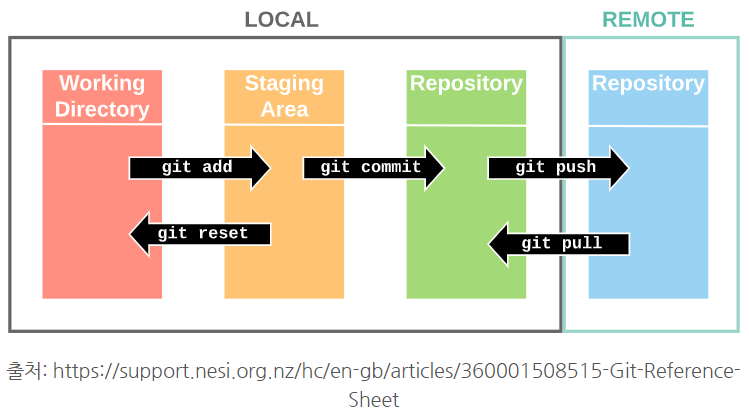 LOCAL
REMOTE
Working
Directory
Staging
Area
Repository
Repository
git add
git commit
git push
git reset
git pull
출처: https://support.nesi.org.nz/hc/en-gb/articles/360001508515-Git-Reference-
Sheet